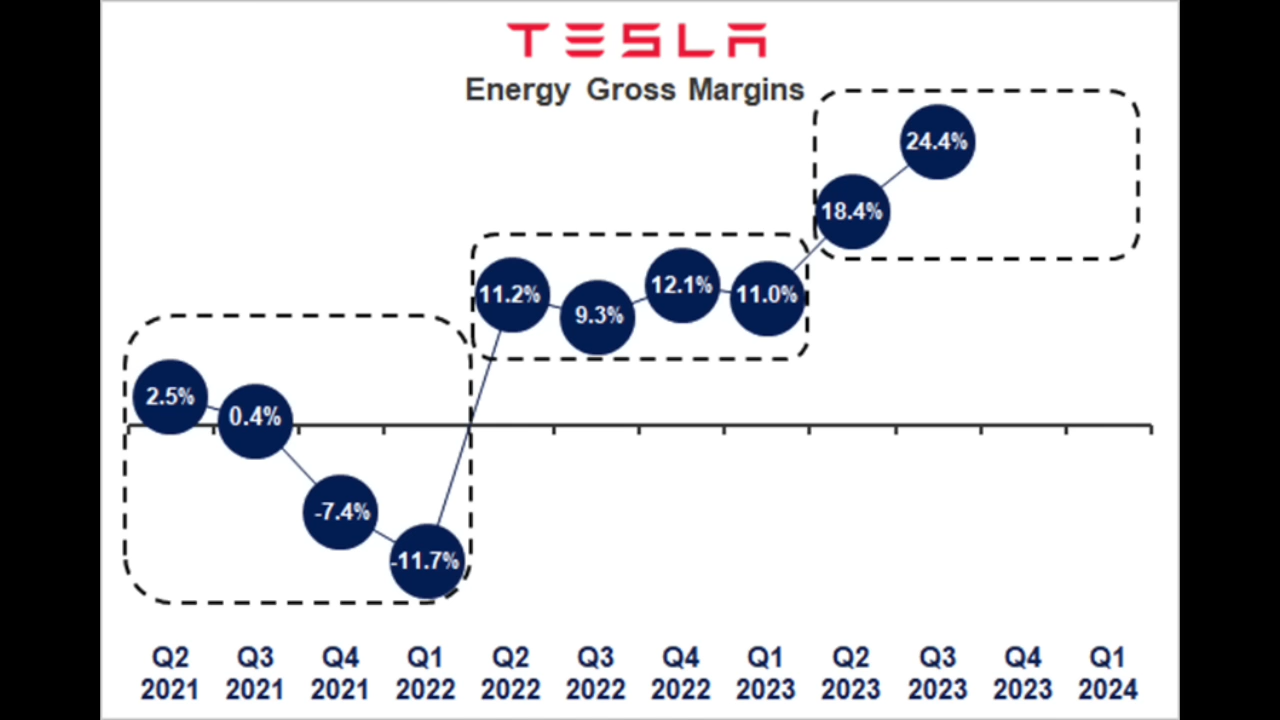 TESLA
Energy Gross Margins
24.4%
18.4%
12.1%
11.2%
11.0%
9.3%
2.5%
0.4%
-7.4%
-11.7%
Q2 Q3 Q4 Q1 Q2 Q3 Q4 Q1 Q2 Q3 Q4 Q1
2021 2021 2021 2022 2022 2022 2022 2023 2023 2023 2023 2024